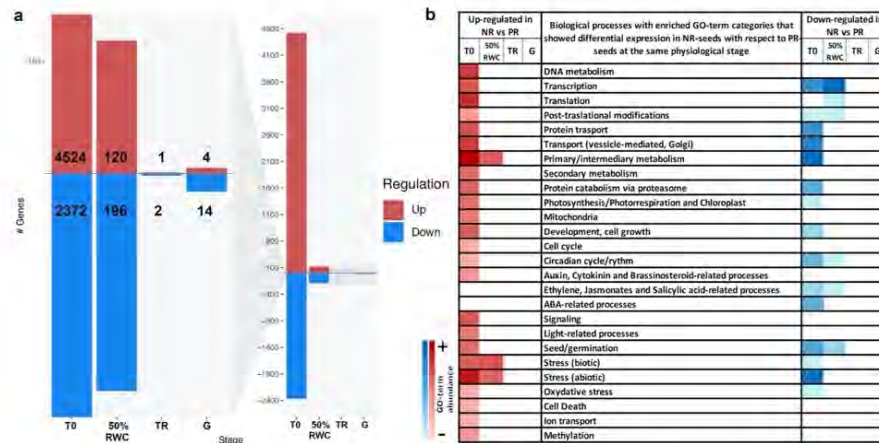 a
b
4600
4100
3600
3100
2600
2100
1600
1100
600
100
−400
−900
−1400
−1900
−2400
# Genes
4524
120
1
4
2372
196
2
14
T0
50%
RWC
TR
G
Stage
T0
50%
RWC
TR
G
Regulation
Up
Down
Up-regulated in
NR vs PR
T0
50%
RWC
TR
G
Biological processes with enriched GO-term categories that
showed differential expression in NR-seeds with respect to PR-
seeds at the same physiological stage
Down-regulated in
NR vs PR
T0
50%
RWC
TR
G
DNA metabolism
Transcription
Translation
Post-traslational modifications
Protein trasport
Transport (vessicle-mediated, Golgi)
Primary/intermediary metabolism
Secondary metabolism
Protein catabolism via proteasome
Photosynthesis/Photorrespiration and Chloroplast
Mitochondria
Development, cell growth
Cell cycle
Circadian cycle/rythm
Auxin, Cytokinin and Brassinosteroid-related processes
Ethylene, Jasmonates and Salicylic acid-related processes
ABA-related processes
Signaling
Light-related processes
Seed/germination
Stress (biotic)
Stress (abiotic)
Oxydative stress
Cell Death
Ion transport
Methylation
+
GO-term
abundance
−